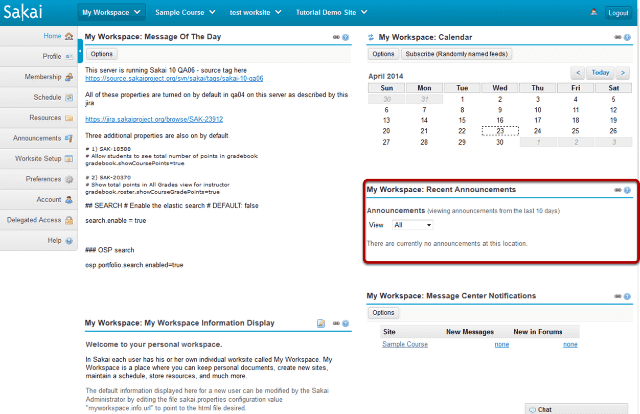 Sakai
My Workspace
Sample Course
test worksite
Tutorial Demo Site
Logout
Home
Profile
Membership
Schedule
Resources
Announcements
Worksite Setup
Preferences
Account
Delegated Access
Help
My Workspace: Message Of The Day
Options
This server is running Sakai 10 QA06 - source tag here
https://source.sakaiproject.org/svn/sakai/tags/sakai-10-qa06
All of these properties are turned on by default in qa04 on this server as described by this
jira
https://jira.sakaiproject.org/browse/SAK-23912
Three additional properties are also on by default
# 1) SAK-18588
# Allow students to see total number of points in gradebook
gradebook.showCoursePoints=true
# 2) SAK-20370
# Show total points in All Grades view for instructor
gradebook.roster.showCourseGradePoints=true
## SEARCH # Enable the elastic search # DEFAULT: false
search.enable = true
### OSP search
osp.portfolio.search.enabled=true
My Workspace: My Workspace Information Display
Welcome to your personal workspace.
In Sakai each user has his or her own individual worksite called My Workspace. My
Workspace is a place where you can keep personal documents, create new sites,
maintain a schedule, store resources, and much more.
The default information displayed here for a new user can be modified by the Sakai
Administrator by editing the file sakai.properties configuration value
"myworkspace.info.url" to point to the html file desired.
My Workspace: Calendar
Options
Subscribe (Randomly named feeds)
April 2014
< Today >
Sun Mon Tue Wed Thu Fri Sat
30 31 1 2 3 4 5
6 7 8 9 10 11 12
13 14 15 16 17 18 19
20 21 22 23 24 25 26
27 28 29 30 1 2 3
My Workspace: Recent Announcements
Announcements (viewing announcements from the last 10 days)
View All
There are currently no announcements at this location.
My Workspace: Message Center Notifications
Options
Site New Messages New in Forums
Sample Course none none
Chat